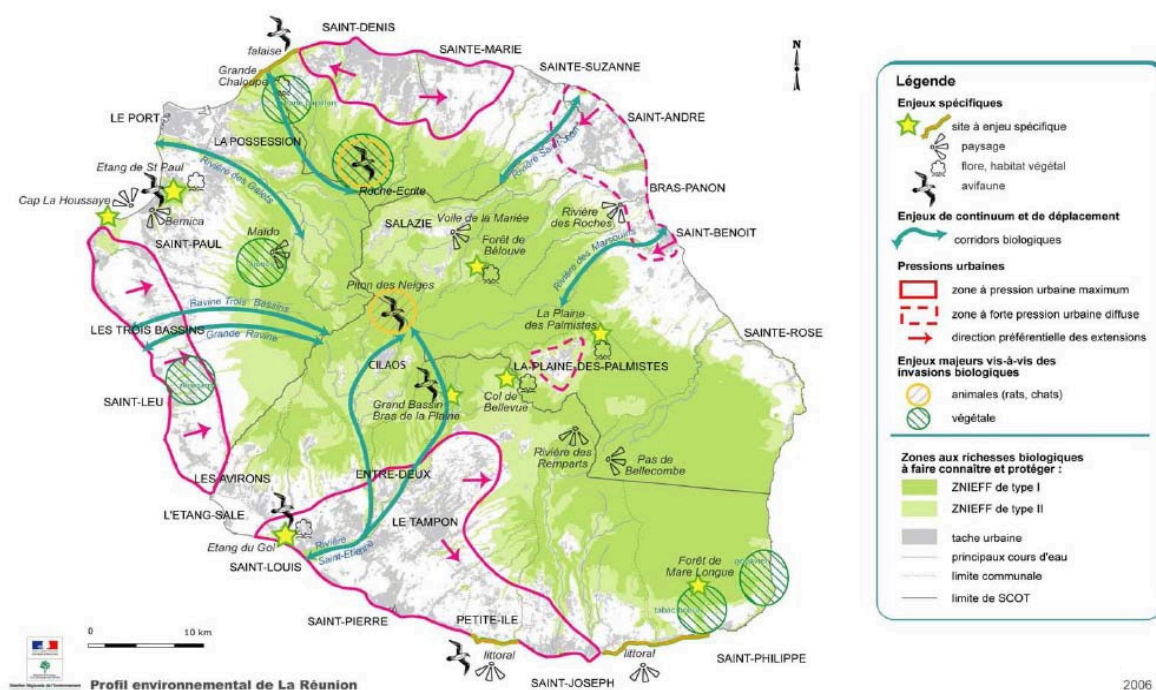 SAINT-DENIS
falaise
SAINTE-MARIE
Grande
Chaloupe
SAINTE-SUZANNE
N
LE PORT
LA POSSESSION
SAINT-ANDRE
Rivière des Galets
Rivière Saint-Jean
Etang de St Paul
Roche-Ecrite
BRAS-PANON
Cap La Houssaye
Bernica
SALAZIE
Voile de la Mariée
Rivière
des Roches
SAINT-PAUL
Maïdo
Forêt de
Bélouve
SAINT-BENOIT
Rivière des Marsouins
Piton des Neiges
Ravine Trois Bassins
LES TROIS BASSINS
Grande Ravine
La Plaine
des Palmistes
SAINTE-ROSE
CILAOS
LA-PLAINE-DES-PALMISTES
SAINT-LEU
Grand Bassin
Bras de la Plaine
Col de
Bellevue
Rivière des
Remparts
Pas de
Bellecombe
LES AVIRONS
ENTRE-DEUX
L'ETANG-SALE
LE TAMPON
Etang du Gol
Rivière
Saint-Etienne
SAINT-LOUIS
Forêt de
Mare Longue
SAINT-PIERRE
PETITE-ILE
littoral
littoral
SAINT-PHILIPPE
SAINT-JOSEPH
0 10 km
Profil environnemental de La Réunion
2006
Légende
Enjeux spécifiques
site à enjeu spécifique
paysage
flore, habitat végétal
avifaune
Enjeux de continuum et de déplacement
corridors biologiques
Pressions urbaines
zone à pression urbaine maximum
zone à forte pression urbaine diffuse
direction préférentielle des extensions
Enjeux majeurs vis-à-vis des
invasions biologiques
animales (rats, chats)
végétale
Zones aux richesses biologiques
à faire connaître et protéger :
ZNIEFF de type I
ZNIEFF de type II
tache urbaine
principaux cours d'eau
limite communale
limite de SCOT